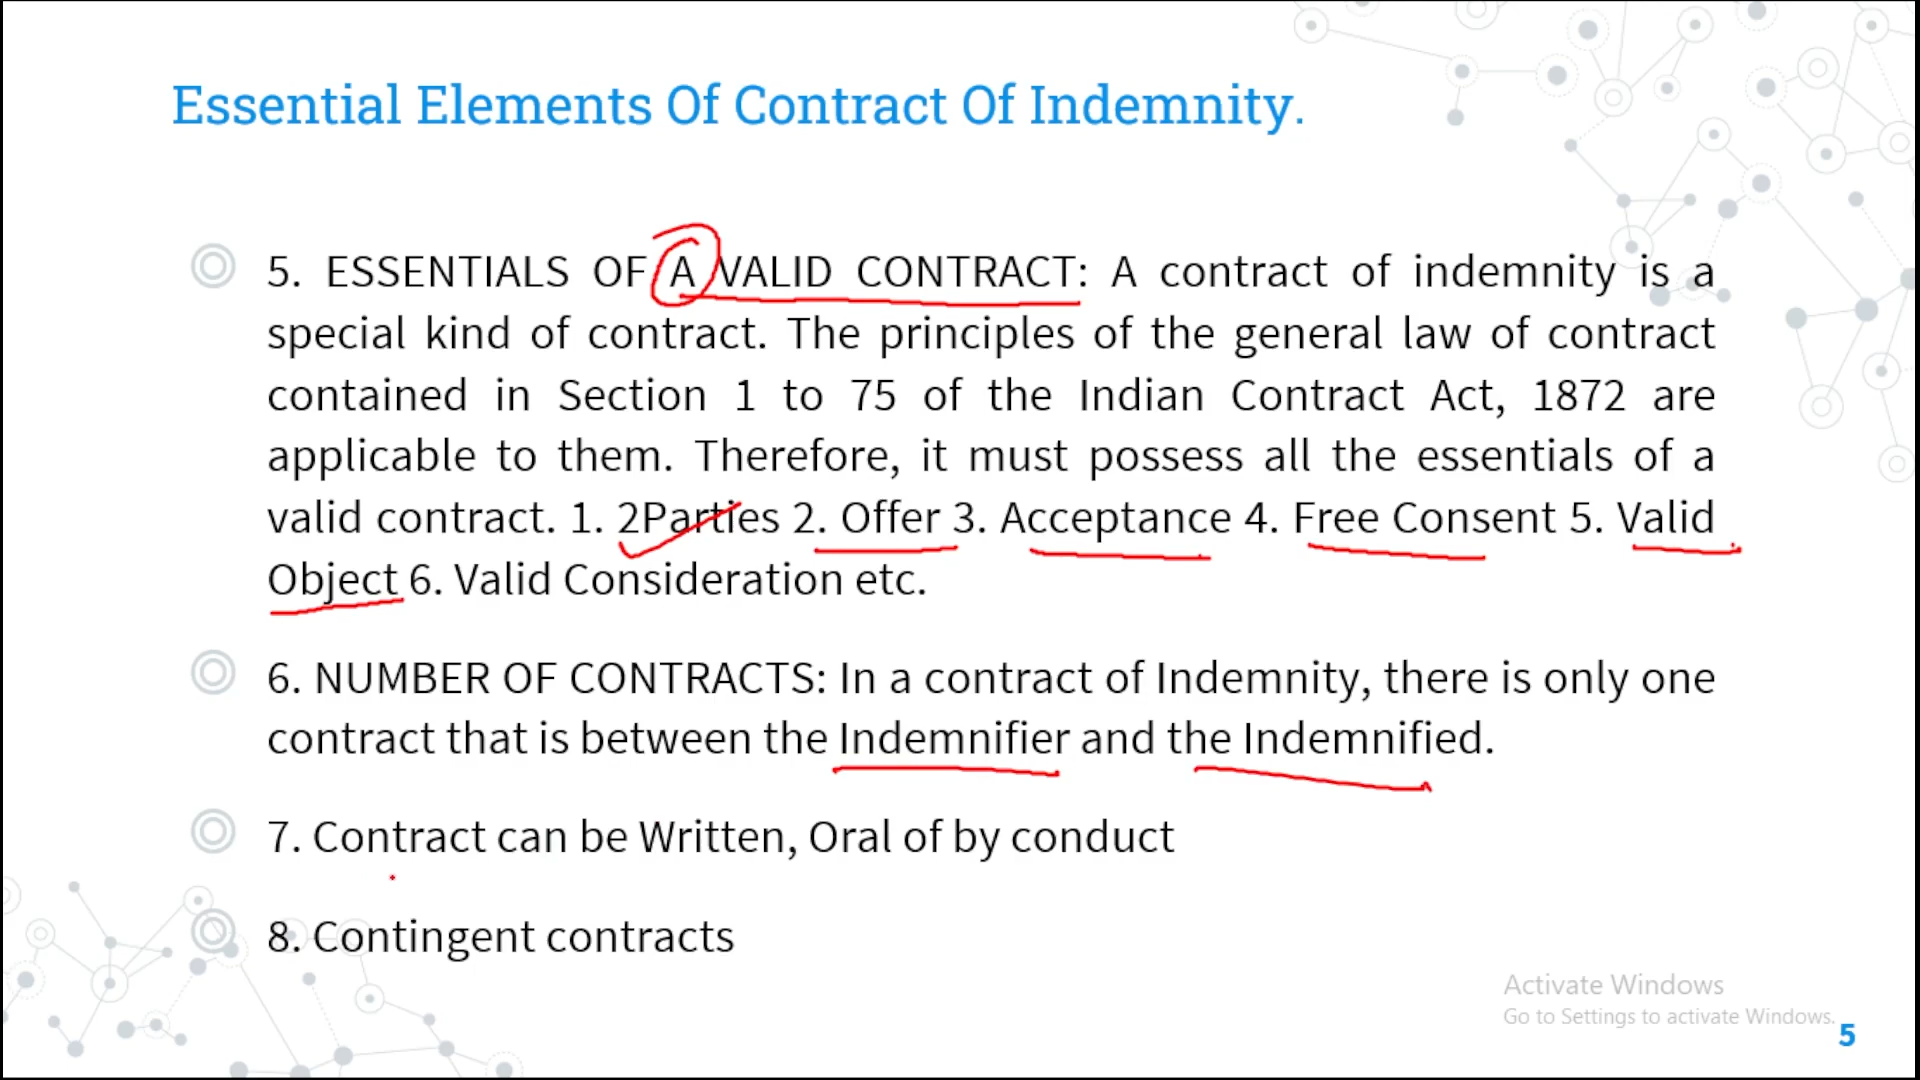 Essential Elements Of Contract Of Indemnity.
5. ESSENTIALS OF A VALID CONTRACT: A contract of indemnity is a
special kind of contract. The principles of the general law of contract
contained in Section 1 to 75 of the Indian Contract Act, 1872 are
applicable to them. Therefore, it must possess all the essentials of a
valid contract. 1. 2Parties 2. Offer 3. Acceptance 4. Free Consent 5. Valid
Object 6. Valid Consideration etc.
6. NUMBER OF CONTRACTS: In a contract of Indemnity, there is only one
contract that is between the Indemnifier and the Indemnified.
7. Contract can be Written, Oral of by conduct
8. Contingent contracts
Activate Windows
Go to Settings to activate Windows.
5